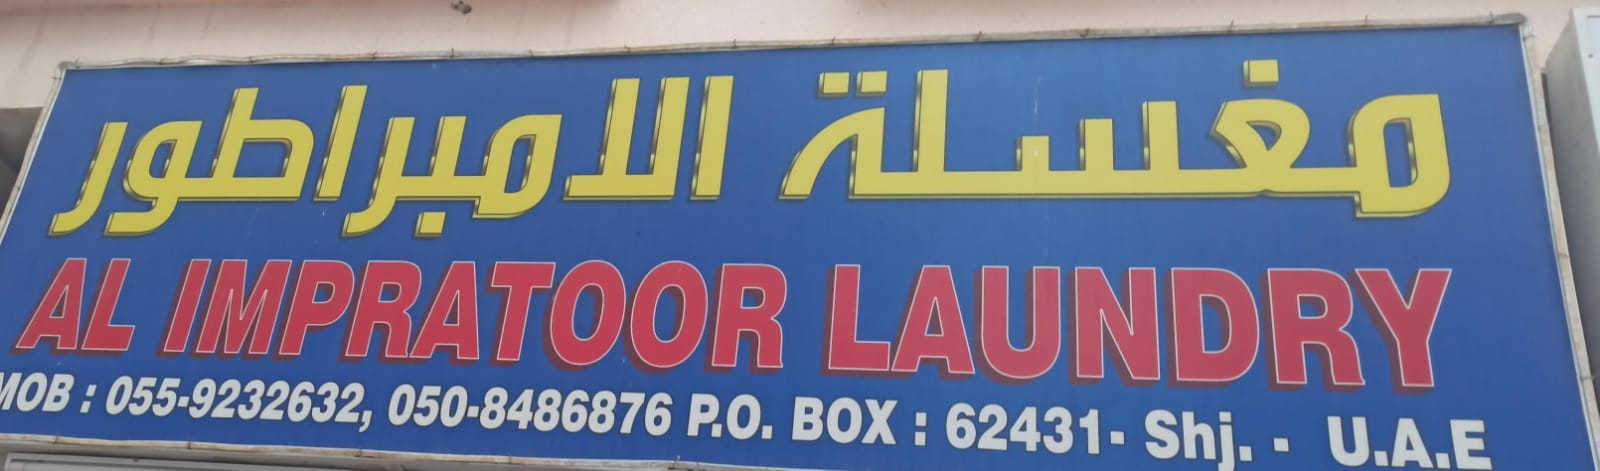 مغسلة الامبراطور
AL IMPRATOOR LAUNDRY
MOB : 055-9232632, 050-8486876 P.O. BOX : 62431- Shj. - U.A.E